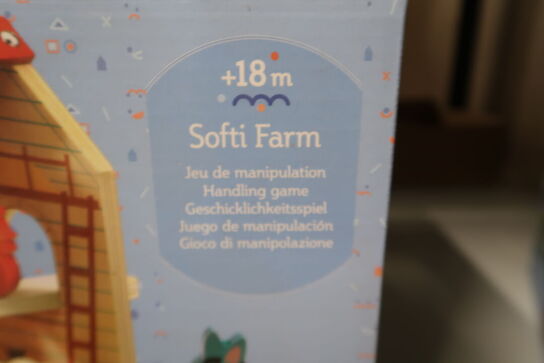 +18 m
Softi Farm
Jeu de manipulation
Handling game
Geschicklichkeitsspiel
Juego de manipulación
Gioco di manipolazione